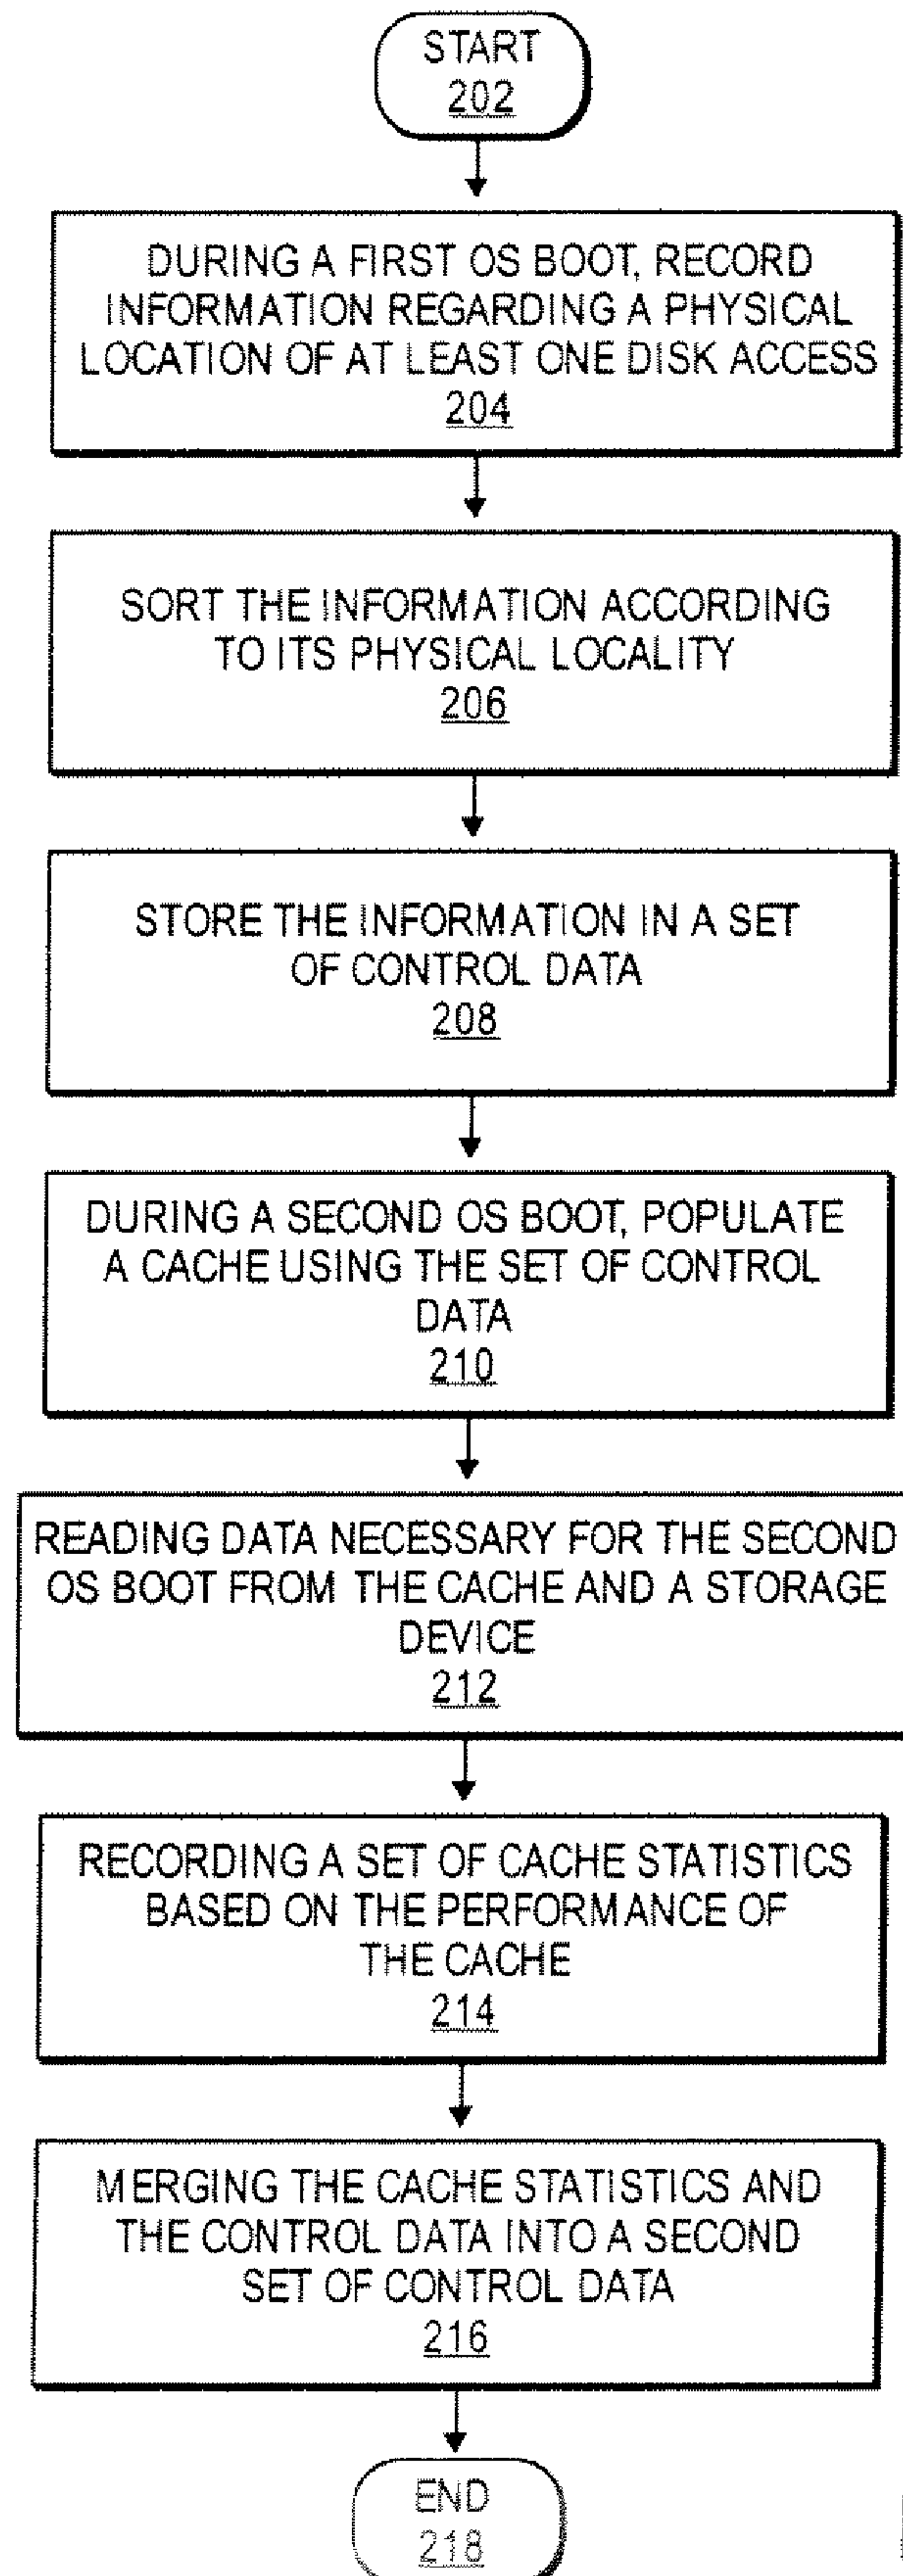 START
202
DURING A FIRST OS BOOT, RECORD
INFORMATION REGARDING A PHYSICAL
LOCATION OF AT LEAST ONE DISK ACCESS
204
SORT THE INFORMATION ACCORDING
TO ITS PHYSICAL LOCALITY
206
STORE THE INFORMATION IN A SET
OF CONTROL DATA
208
DURING A SECOND OS BOOT, POPULATE
A CACHE USING THE SET OF CONTROL
DATA
210
READING DATA NECESSARY FOR THE SECOND
OS BOOT FROM THE CACHE AND A STORAGE
DEVICE
212
RECORDING A SET OF CACHE STATISTICS
BASED ON THE PERFORMANCE OF
THE CACHE
214
MERGING THE CACHE STATISTICS AND
THE CONTROL DATA INTO A SECOND
SET OF CONTROL DATA
216
END
218